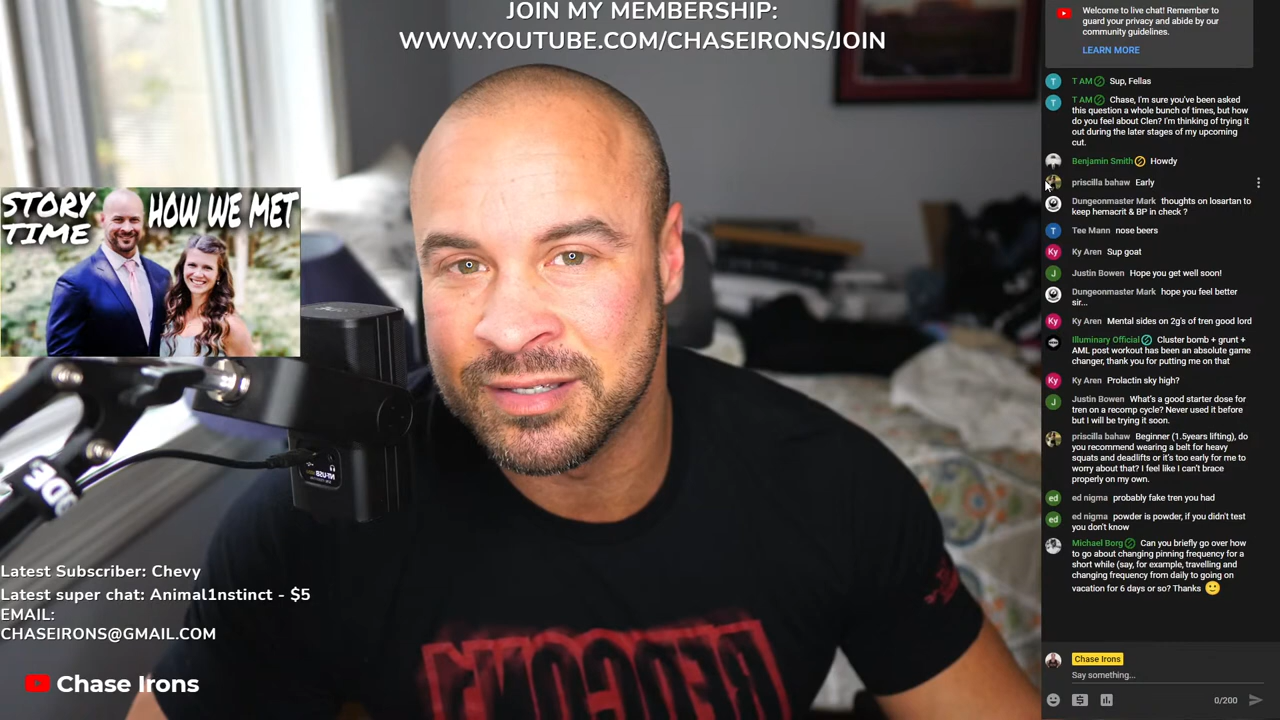 JOIN MY MEMBERSHIP:
WWW.YOUTUBE.COM/CHASEIRONS/JOIN
STORY
TIME
HOW WE MET
Latest Subscriber: Chevy
Latest super chat: Animal1nstinct - $5
EMAIL:
CHASEIRONS@GMAIL.COM
Chase Irons
Welcome to live chat! Remember to
guard your privacy and abide by our
community guidelines.
LEARN MORE
T AM Sup, Fellas
T AM Chase, I'm sure you've been asked
this question a whole bunch of times, but how
do you feel about Clen? I'm thinking of trying it
out during the later stages of my upcoming
cut.
Benjamin Smith Howdy
priscilla bahaw Early
Dungeonmaster Mark thoughts on losartan to
keep hemacrit & BP in check ?
Tee Mann nose beers
Ky Aren Sup goat
Justin Bowen Hope you get well soon!
Dungeonmaster Mark hope you feel better
sir...
Ky Aren Mental sides on 2g's of tren good lord
Illuminary Official Cluster bomb + grunt +
AML post workout has been an absolute game
changer, thank you for putting me on that
Ky Aren Prolactin sky high?
Justin Bowen What's a good starter dose for
tren on a recomp cycle? Never used it before
but I will be trying it soon.
priscilla bahaw Beginner (1.5years lifting), do
you recommend wearing a belt for heavy
squats and deadlifts or it's too early for me to
worry about that? I feel like I can't brace
properly on my own.
ed nigma probably fake tren you had
ed nigma powder is powder, if you didn't test
you don't know
Michael Borg Can you briefly go over how
to go about changing pinning frequency for a
short while (say, for example, travelling and
changing frequency from daily to going on
vacation for 6 days or so? Thanks 🙂
Chase Irons
Say something...
0/200